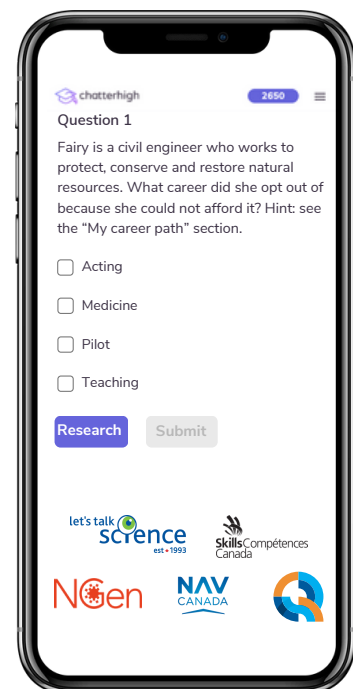 chatterhigh
2650
Question 1
Fairy is a civil engineer who works to
protect, conserve and restore natural
resources. What career did she opt out of
because she could not afford it? Hint: see
the “My career path” section.
Acting
Medicine
Pilot
Teaching
Research
Submit
let's talk
science
est•1993
SkillsCompétences
Canada
NGen
NAV
CANADA